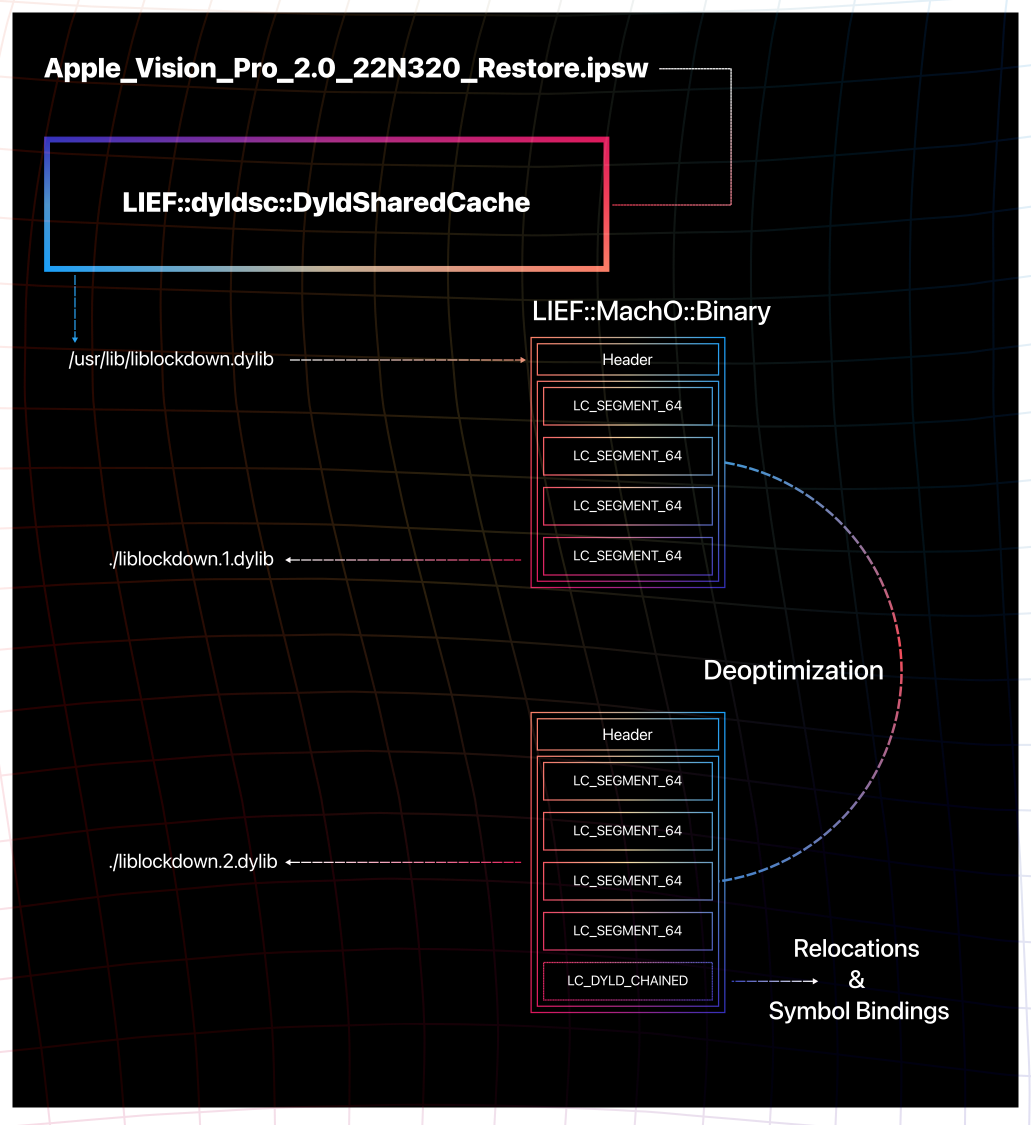 Apple_Vision_Pro_2.0_22N320_Restore.ipsw
LIEF::dyldsc::DyldSharedCache
LIEF::MachO::Binary
/usr/lib/liblockdown.dylib
Header
LC_SEGMENT_64
LC_SEGMENT_64
LC_SEGMENT_64
LC_SEGMENT_64
./liblockdown.1.dylib
Deoptimization
Header
LC_SEGMENT_64
LC_SEGMENT_64
./liblockdown.2.dylib
LC_SEGMENT_64
LC_SEGMENT_64
LC_DYLD_CHAINED
Relocations
&
Symbol Bindings